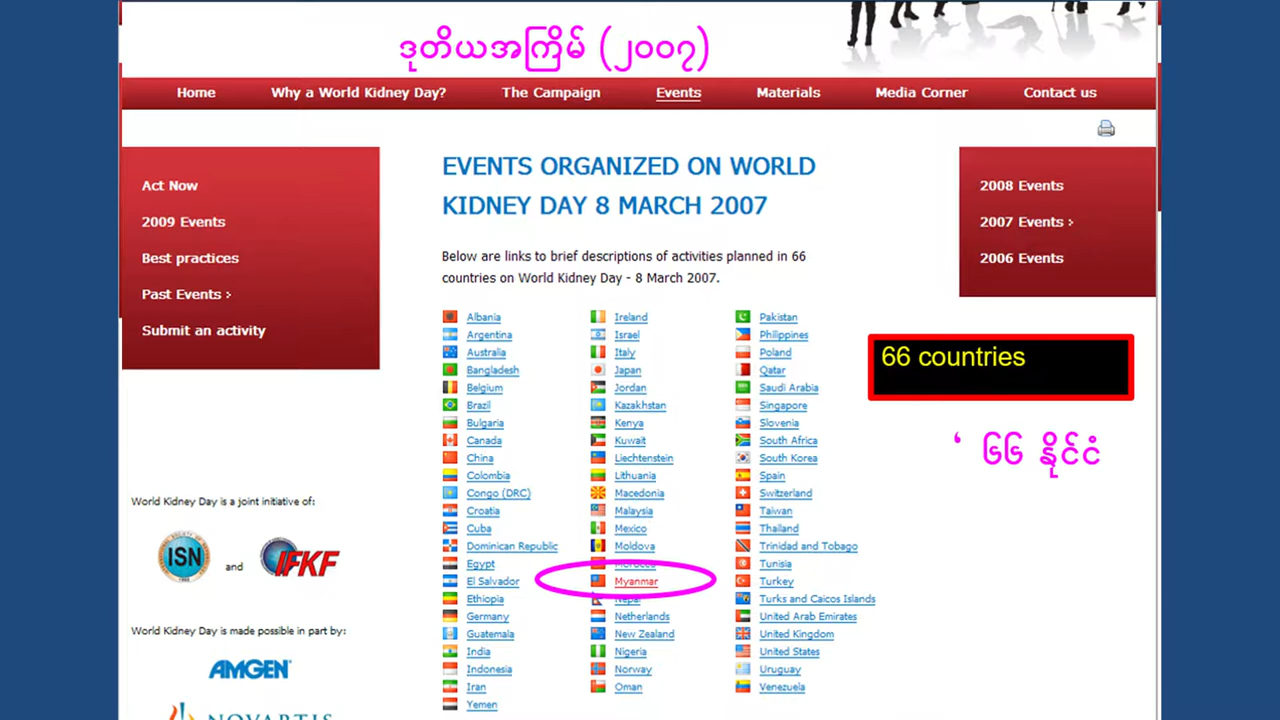 ဒုတိယအကြိမ် (၂၀၀၇)
Home Why a World Kidney Day? The Campaign Events Materials Media Corner Contact us
Act Now
2009 Events
Best practices
Past Events >
Submit an activity
EVENTS ORGANIZED ON WORLD
KIDNEY DAY 8 MARCH 2007
Below are links to brief descriptions of activities planned in 66
countries on World Kidney Day - 8 March 2007.
Albania
Argentina
Australia
Bangladesh
Belgium
Brazil
Bulgaria
Canada
China
Colombia
Congo (DRC)
Croatia
Cuba
Dominican Republic
Egypt
El Salvador
Ethiopia
Germany
Guatemala
India
Indonesia
Iran
Yemen
Ireland
Israel
Italy
Japan
Jordan
Kazakhstan
Kenya
Kuwait
Liechtenstein
Lithuania
Macedonia
Malaysia
Mexico
Moldova
Morocco
Myanmar
Nepal
Netherlands
New Zealand
Nigeria
Norway
Oman
Pakistan
Philippines
Poland
Qatar
Saudi Arabia
Singapore
Slovenia
South Africa
South Korea
Spain
Switzerland
Taiwan
Thailand
Trinidad and Tobago
Tunisia
Turkey
Turks and Caicos Islands
United Arab Emirates
United Kingdom
United States
Uruguay
Venezuela
2008 Events
2007 Events >
2006 Events
66 countries
‘ ၆၆ နိုင်ငံ
World Kidney Day is a joint initiative of:
ISN and IFKF
World Kidney Day is made possible in part by:
AMGEN
NOVARTIS